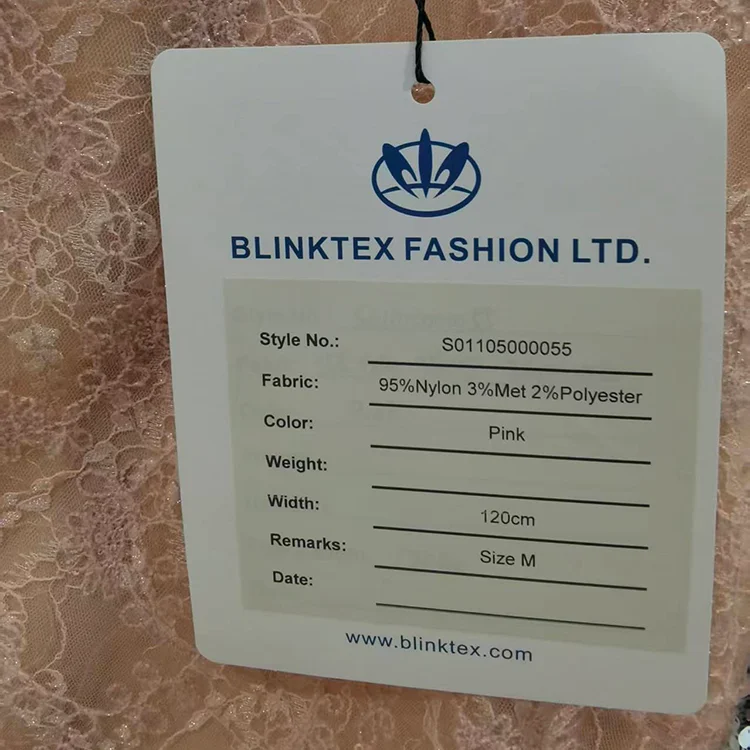 BLINKTEX FASHION LTD.
Style No.: S01105000055
Fabric: 95%Nylon 3%Met 2%Polyester
Color: Pink
Weight:
Width: 120cm
Remarks: Size M
Date:
www.blinktex.com